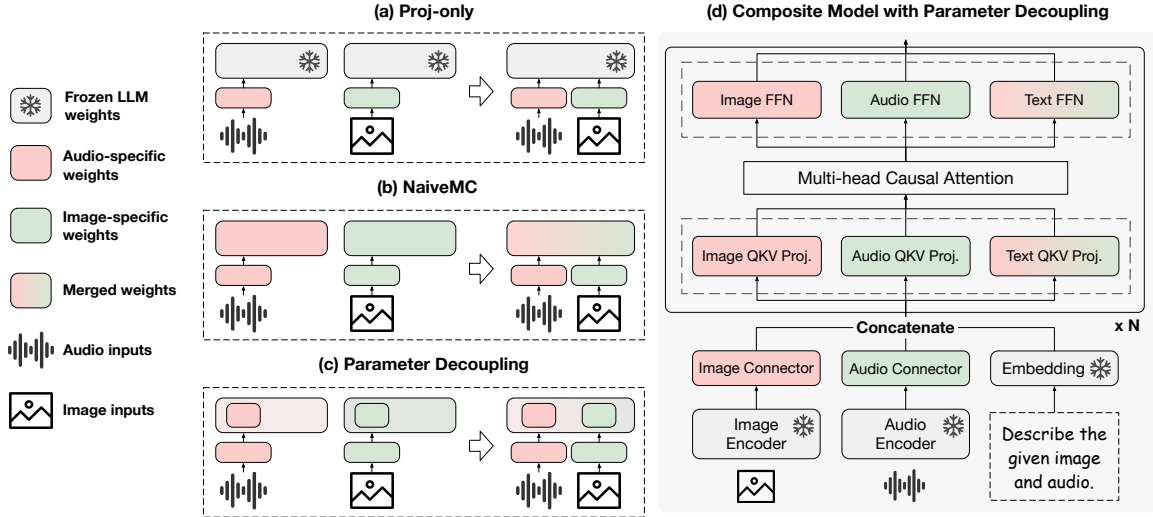 (a) Proj-only
(d) Composite Model with Parameter Decoupling
Frozen LLM
weights
Audio-specific
weights
Image-specific
weights
Merged weights
Audio inputs
Image inputs
(b) NaiveMC
(c) Parameter Decoupling
Image FFN
Audio FFN
Text FFN
Multi-head Causal Attention
Image QKV Proj.
Audio QKV Proj.
Text QKV Proj.
Concatenate
x N
Image Connector
Audio Connector
Embedding
Image
Encoder
Audio
Encoder
Describe the
given image
and audio.